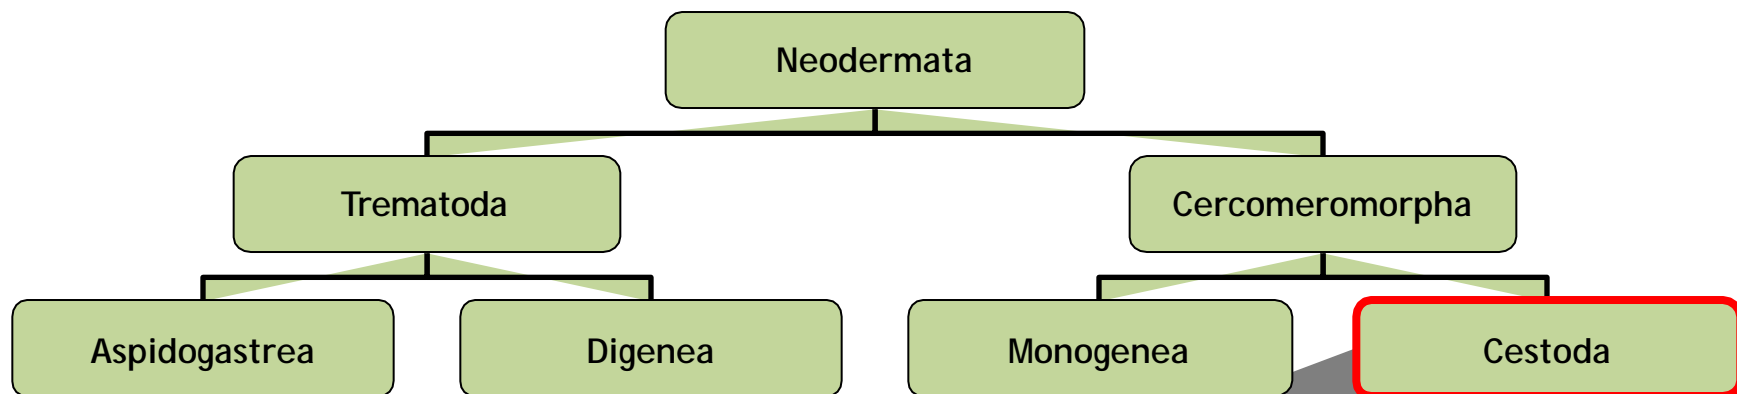 Neodermata
Trematoda
Cercomeromorpha
Aspidogastrea
Digenea
Monogenea
Cestoda